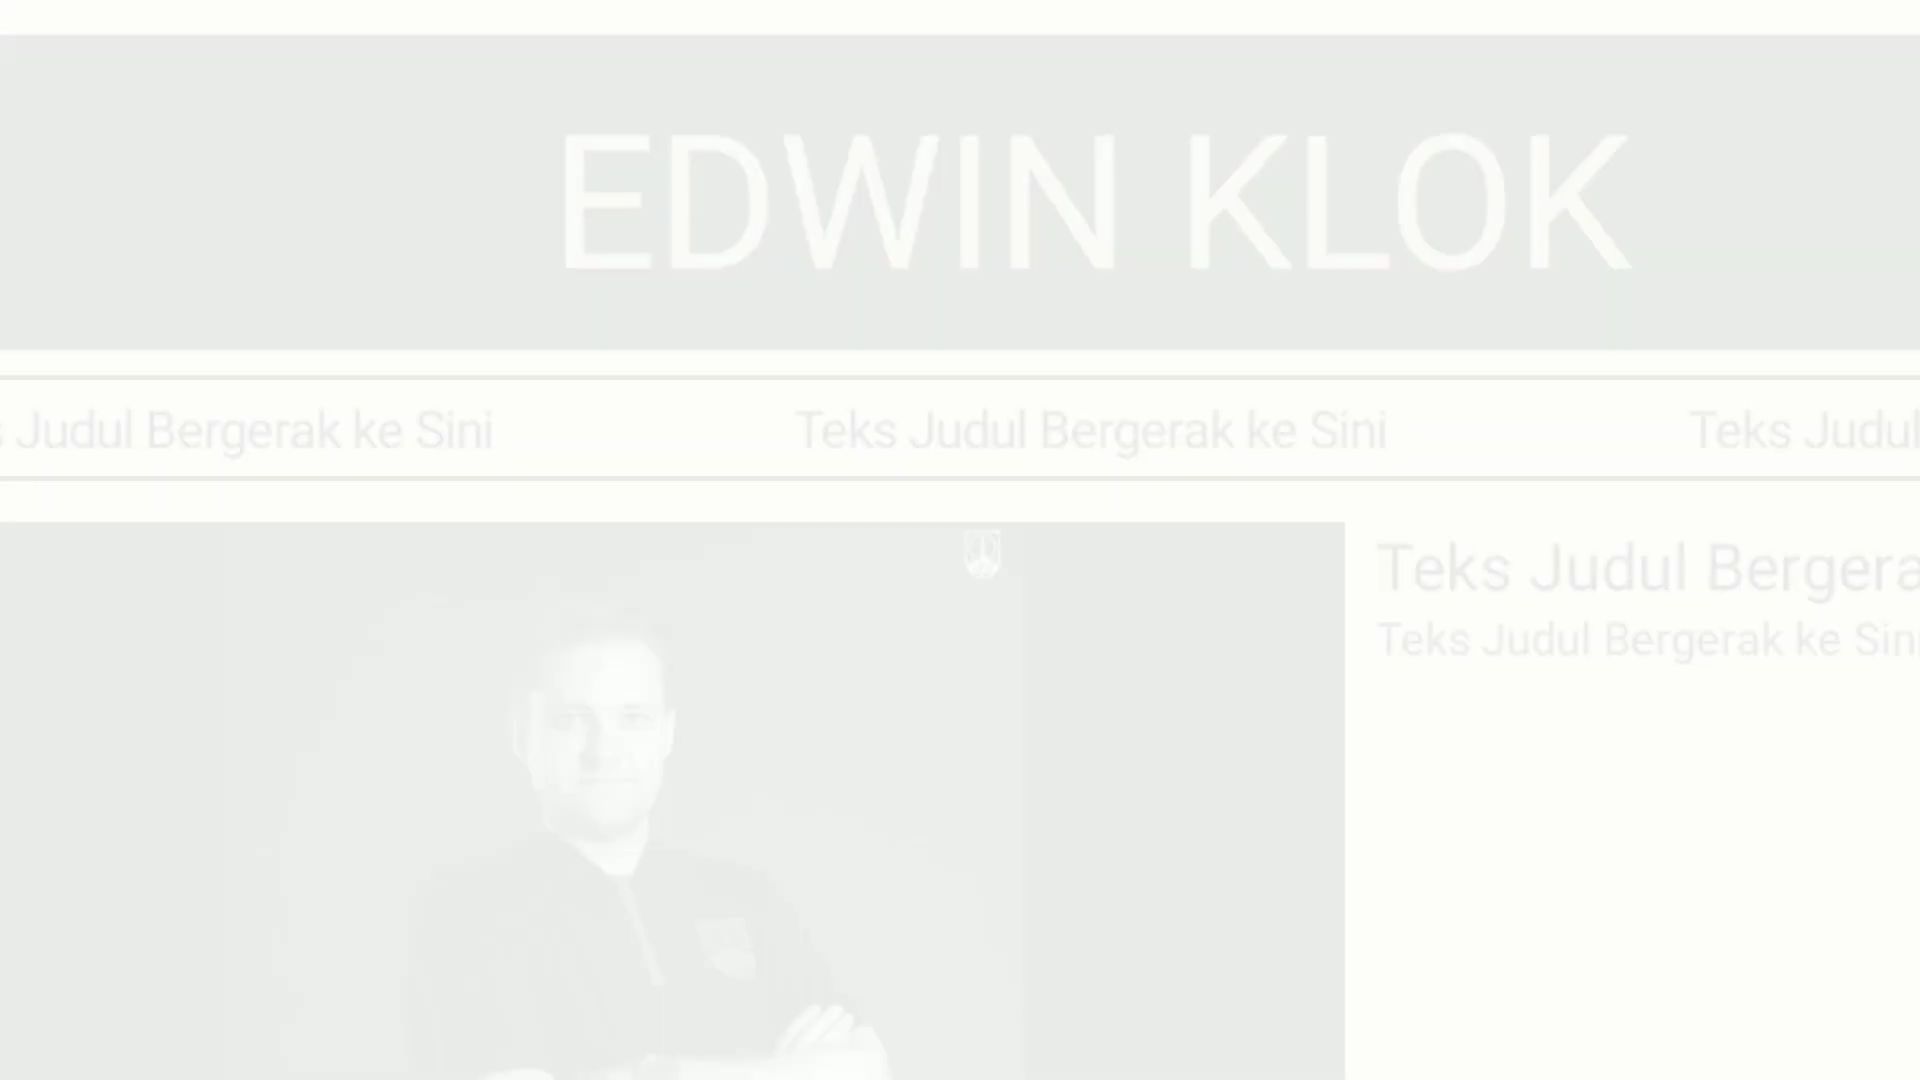 EDWIN KLOK
Judul Bergerak ke Sini Teks Judul Bergerak ke Sini Teks Judul
Teks Judul Bergera
Teks Judul Bergerak ke Sini